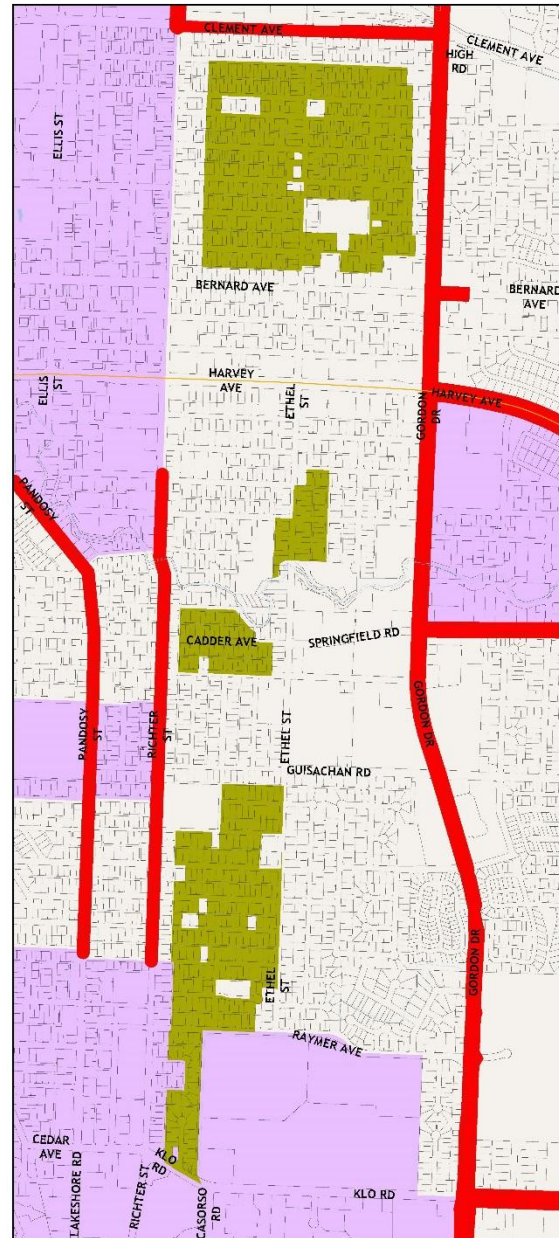 CLEMENT AVE
CLEMENT AVE
HIGH
RD
ELLIS ST
BERNARD AVE
BERNARD
AVE
HARVEY
AVE
ELLIS
ST
ETHEL
ST
GORDON
DR
HARVEY AVE
PANDOSY
ST
CADDER AVE
SPRINGFIELD RD
PANDOSY
ST
RICHTER
ST
ETHEL ST
GORDON DR
GUISACHAN RD
ETHEL
ST
GORDON DR
RAYMER AVE
CEDAR
AVE
LAKESHORE RD
RICHTER ST
KLO
RD
CASORSO
RD
KLO RD